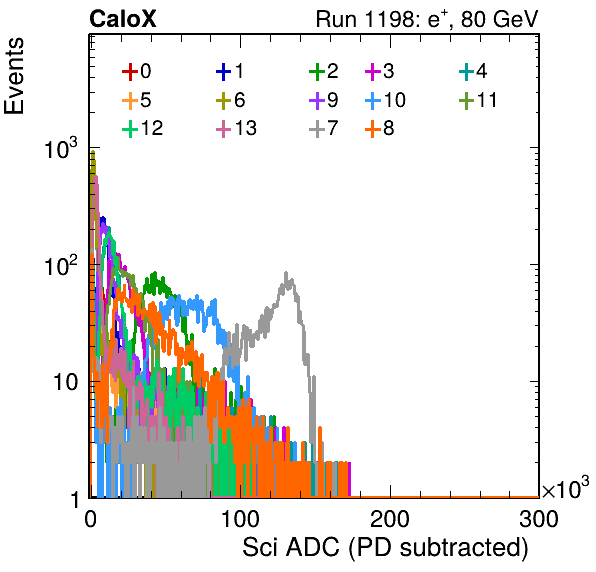 CaloX Run 1198: e⁺, 80 GeV
Events
0 1 2 3 4
5 6 9 10 11
12 13 7 8
10³
10²
10
1
0 100 200 300
×10³
Sci ADC (PD subtracted)